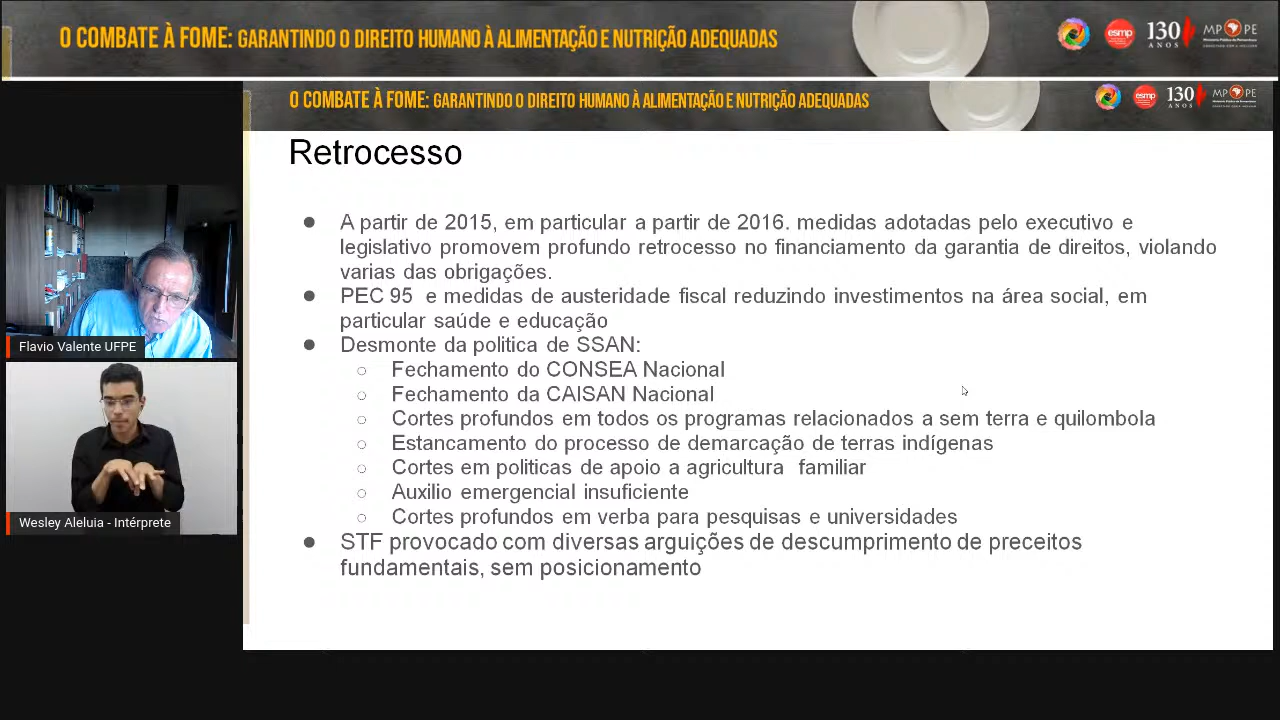 O COMBATE À FOME: GARANTINDO O DIREITO HUMANO À ALIMENTAÇÃO E NUTRIÇÃO ADEQUADAS
esmp
130
ANOS
MP PE
O COMBATE À FOME: GARANTINDO O DIREITO HUMANO À ALIMENTAÇÃO E NUTRIÇÃO ADEQUADAS
esmp
130
ANOS
MP PE
Retrocesso
● A partir de 2015, em particular a partir de 2016. medidas adotadas pelo executivo e
legislativo promovem profundo retrocesso no financiamento da garantia de direitos, violando
varias das obrigações.
● PEC 95 e medidas de austeridade fiscal reduzindo investimentos na área social, em
particular saúde e educação
● Desmonte da politica de SSAN:
○ Fechamento do CONSEA Nacional
○ Fechamento da CAISAN Nacional
○ Cortes profundos em todos os programas relacionados a sem terra e quilombola
○ Estancamento do processo de demarcação de terras indígenas
○ Cortes em politicas de apoio a agricultura familiar
○ Auxilio emergencial insuficiente
○ Cortes profundos em verba para pesquisas e universidades
● STF provocado com diversas arguições de descumprimento de preceitos
fundamentais, sem posicionamento
Flavio Valente UFPE
Wesley Aleluia - Intérprete